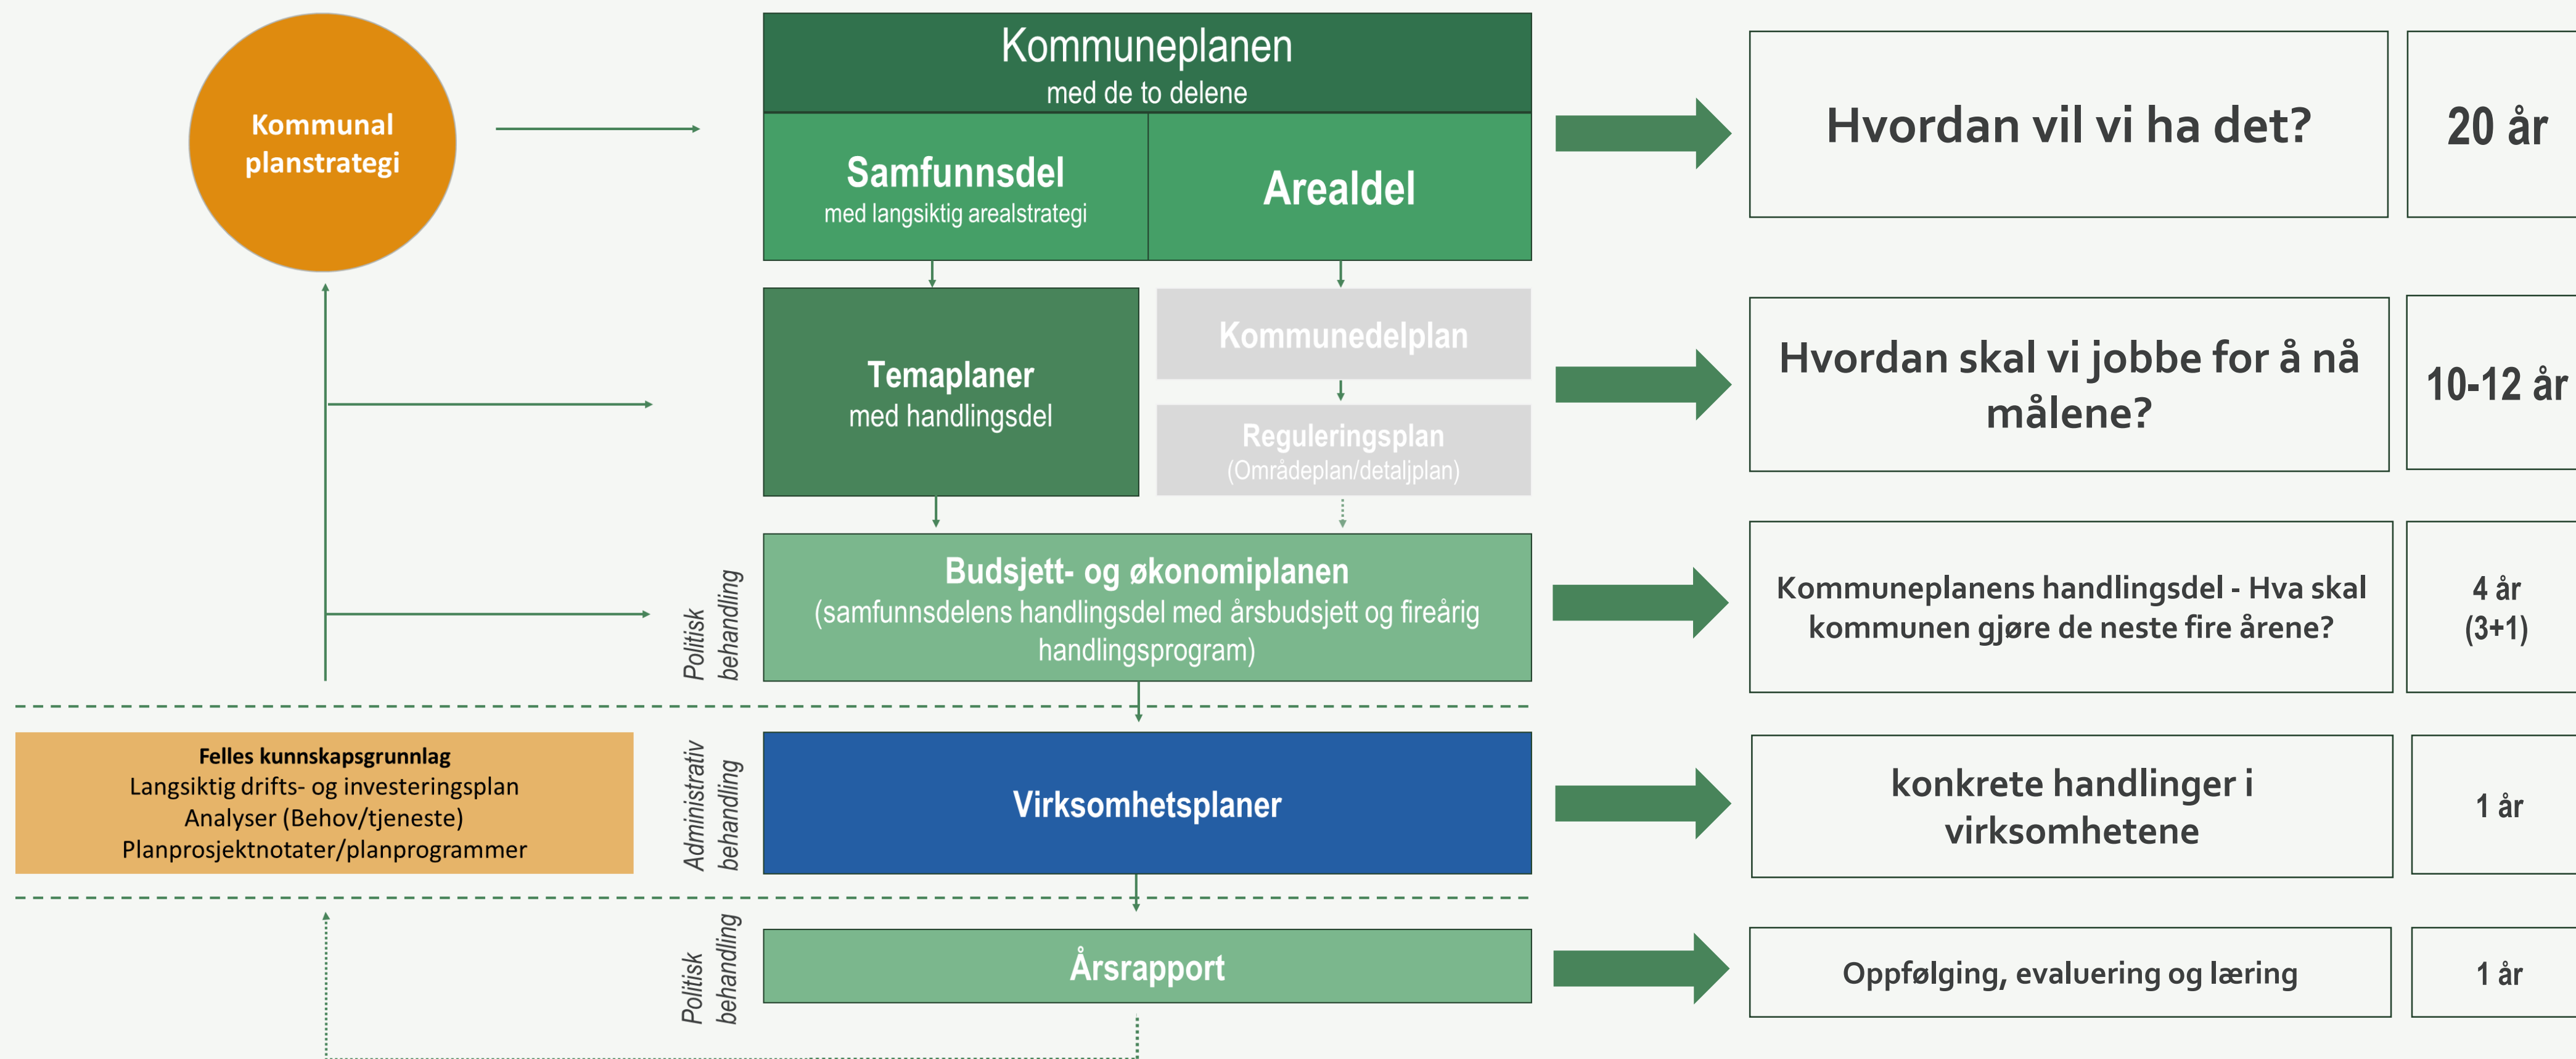 Kommunal
planstrategi
Kommuneplanen
med de to delene
Samfunnsdel
med langsiktig arealstrategi
Arealdel
Hvordan vil vi ha det?
20 år
Temaplaner
med handlingsdel
Kommunedelplan
Reguleringsplan
(Områdeplan/detaljplan)
Hvordan skal vi jobbe for å nå
målene?
10-12 år
Politisk
behandling
Budsjett- og økonomiplanen
(samfunnsdelens handlingsdel med årsbudsjett og fireårig
handlingsprogram)
Kommuneplanens handlingsdel - Hva skal
kommunen gjøre de neste fire årene?
4 år
(3+1)
Felles kunnskapsgrunnlag
Langsiktig drifts- og investeringsplan
Analyser (Behov/tjeneste)
Planprosjektnotater/planprogrammer
Administrativ
behandling
Virksomhetsplaner
konkrete handlinger i
virksomhetene
1 år
Politisk
behandling
Årsrapport
Oppfølging, evaluering og læring
1 år